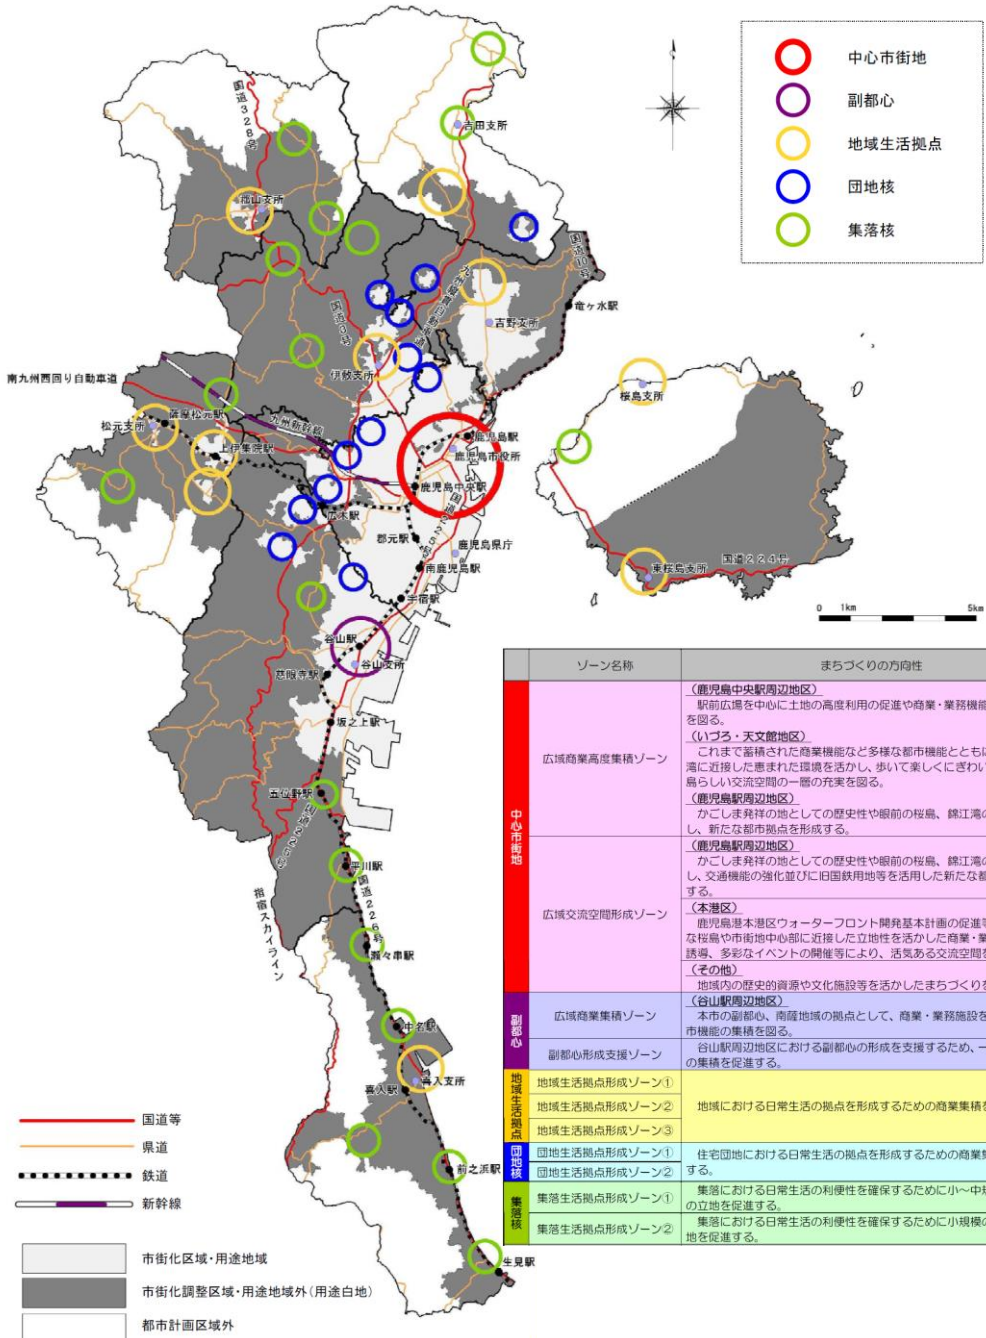 中心市街地
副都心
地域生活拠点
団地核
集落核
国道328号
吉田支所
郡山支所
国道10号
竜ヶ水駅
九州縦貫自動車道
国道3号
吉野支所
伊敷支所
桜島支所
南九州西回り自動車道
薩摩松元駅
松元支所
九州新幹線
上伊集院駅
鹿児島駅
鹿児島市役所
鹿児島中央駅
国道225号
広木駅
郡元駅
鹿児島県庁
南鹿児島駅
国道224号
東桜島支所
宇宿駅
0 1km 5km
谷山駅
谷山支所
慈眼寺駅
坂之上駅
五位野駅
国道225号
平川駅
国道226号
指宿スカイライン
瀬々串駅
中名駅
喜入支所
喜入駅
前之浜駅
生見駅
国道等
県道
鉄道
新幹線
市街化区域・用途地域
市街化調整区域・用途地域外(用途白地)
都市計画区域外
ゾーン名称 まちづくりの方向性
中心市街地
広域商業高度集積ゾーン
(鹿児島中央駅周辺地区)
駅前広場を中心に土地の高度利用の促進や商業・業務機能
を図る。
(いづろ・天文館地区)
これまで蓄積された商業機能など多様な都市機能とともに
湾に近接した恵まれた環境を活かし、歩いて楽しくにぎわい
島らしい交流空間の一層の充実を図る。
(鹿児島駅周辺地区)
かごしま発祥の地としての歴史性や眼前の桜島、錦江湾の
し、新たな都市拠点を形成する。
広域交流空間形成ゾーン
(鹿児島駅周辺地区)
かごしま発祥の地としての歴史性や眼前の桜島、錦江湾の
し、交通機能の強化並びに旧国鉄用地等を活用した新たな都
する。
(本港区)
鹿児島港本港区ウォーターフロント開発基本計画の促進等
な桜島や市街地中心部に近接した立地性を活かした商業・業
誘導、多彩なイベントの開催等により、活気ある交流空間を
(その他)
地域内の歴史的資源や文化施設等を活かしたまちづくりを
副都心
広域商業集積ゾーン
(谷山駅周辺地区)
本市の副都心、南薩地域の拠点として、商業・業務施設を
市機能の集積を図る。
副都心形成支援ゾーン
谷山駅周辺地区における副都心の形成を支援するため、一
の集積を促進する。
地域生活拠点
地域生活拠点形成ゾーン①
地域生活拠点形成ゾーン②
地域生活拠点形成ゾーン③
地域における日常生活の拠点を形成するための商業集積を
団地核
団地生活拠点形成ゾーン①
団地生活拠点形成ゾーン②
住宅団地における日常生活の拠点を形成するための商業集
する。
集落核
集落生活拠点形成ゾーン①
集落における日常生活の利便性を確保するために小〜中規
の立地を促進する。
集落生活拠点形成ゾーン②
集落における日常生活の利便性を確保するために小規模の
地を促進する。